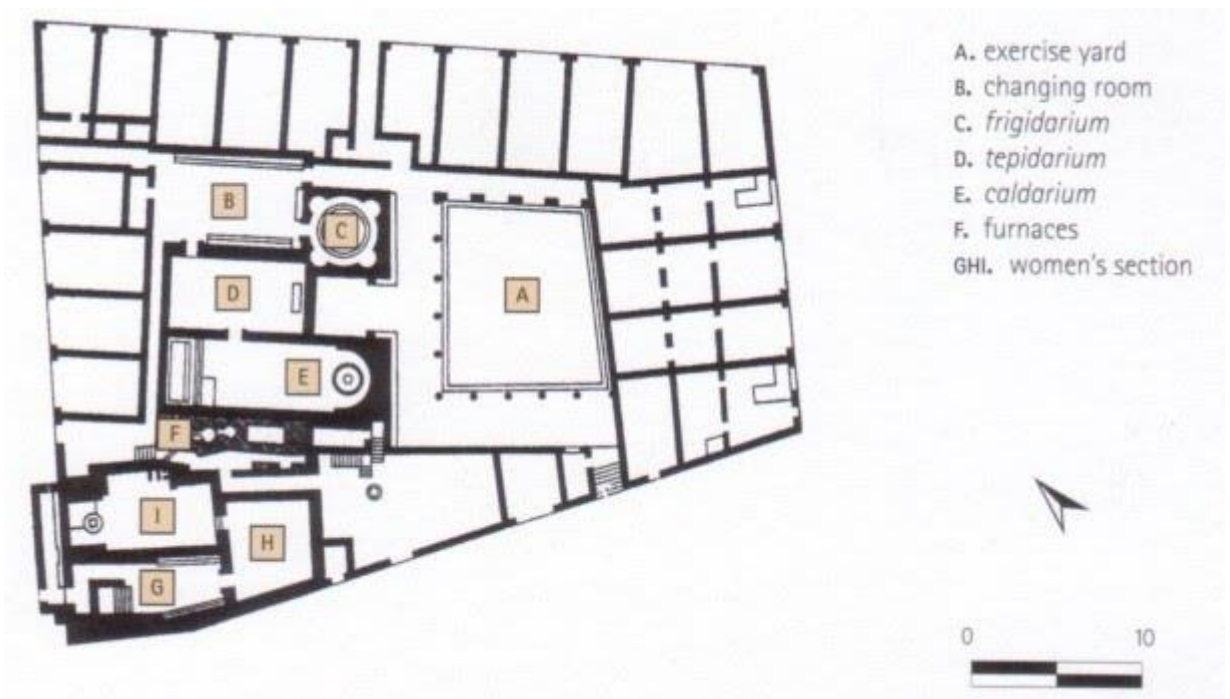 A. exercise yard
B. changing room
C. frigidarium
D. tepidarium
E. caldarium
F. furnaces
GHI. women's section
B
C
D
A
E
F
I
H
G
0 10